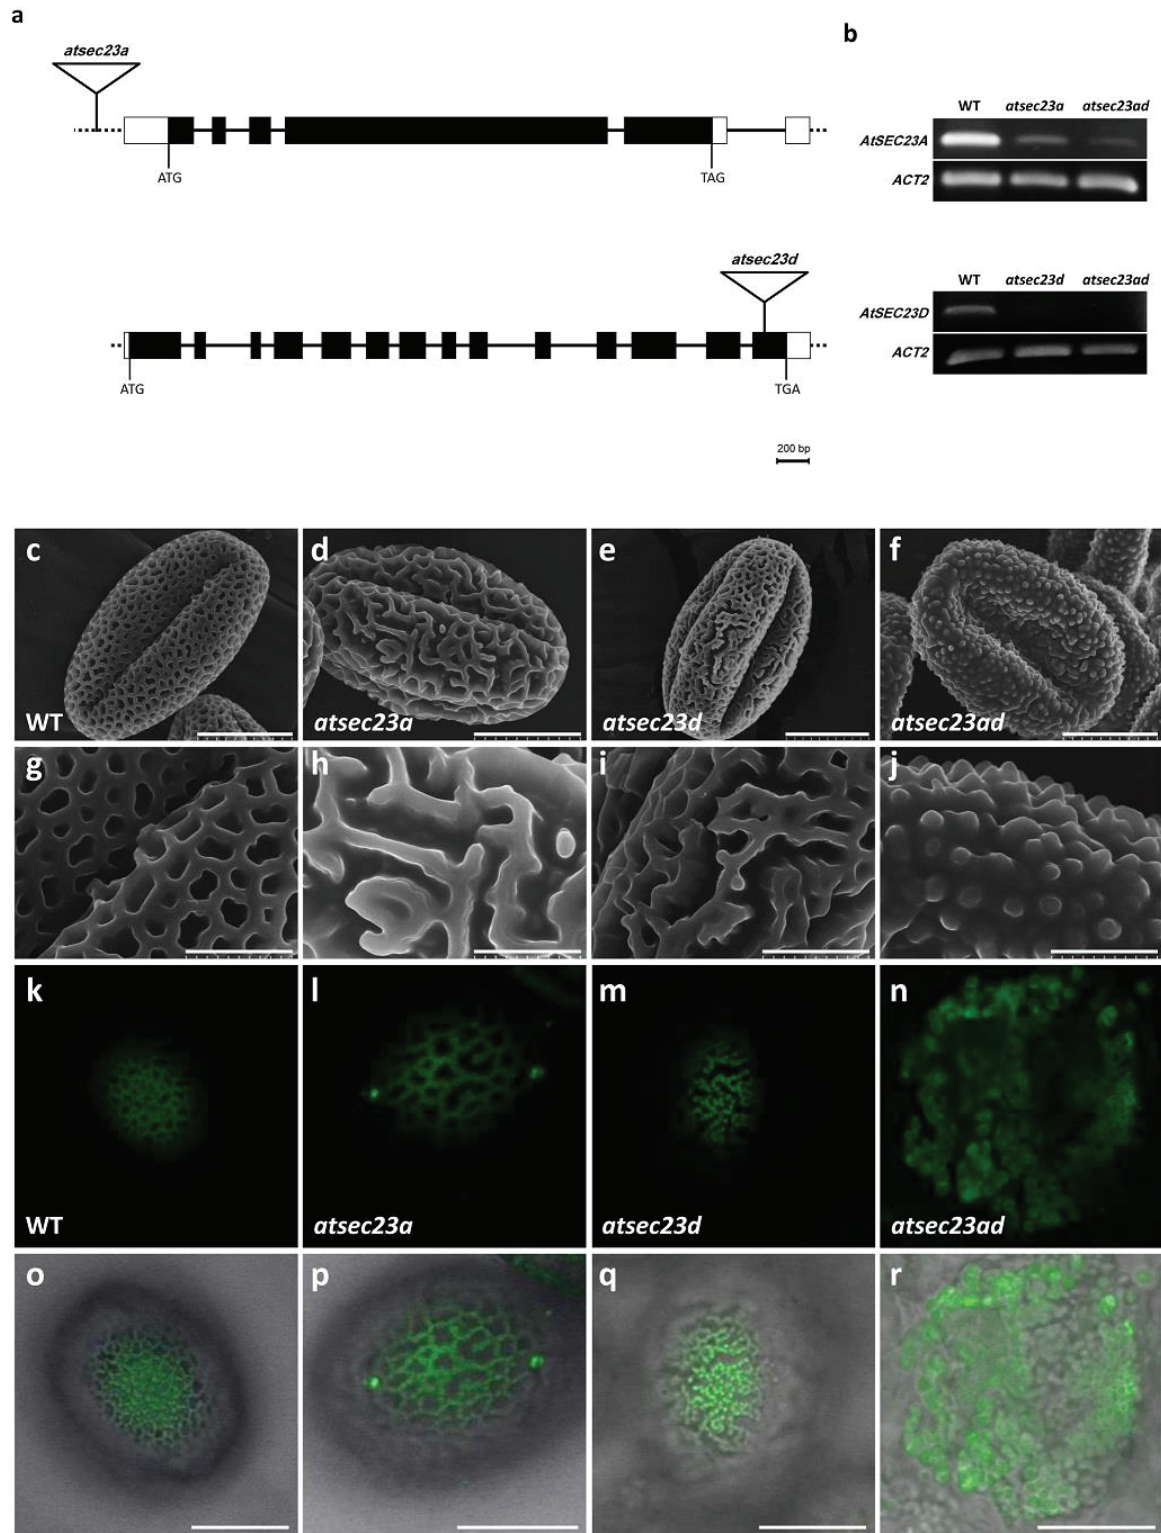 a
b
atsec23a
ATG
TAG
WT atsec23a atsec23ad
AtSEC23A
ACT2
atsec23d
ATG
TGA
200 bp
WT atsec23d atsec23ad
AtSEC23D
ACT2
c d e f
WT atsec23a atsec23d atsec23ad
g h i j
k l m n
WT atsec23a atsec23d atsec23ad
o p q r